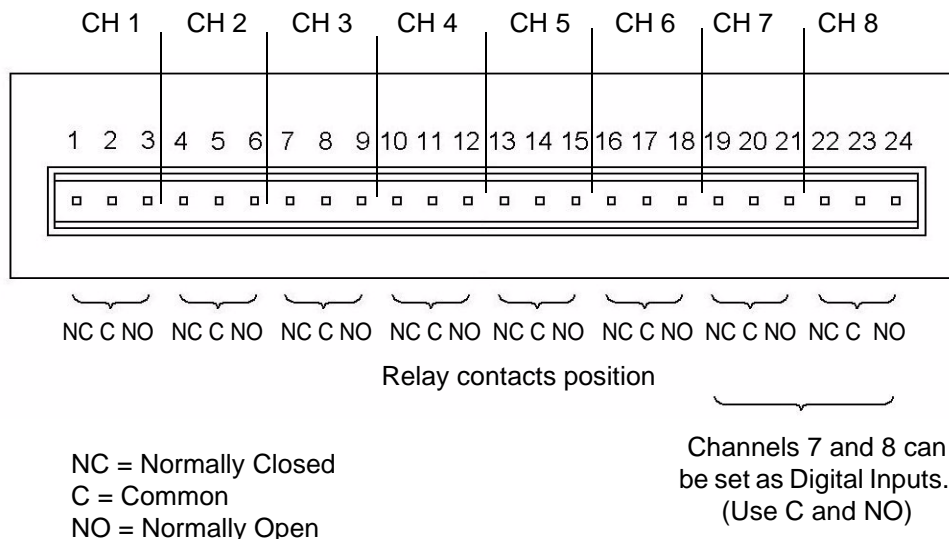 CH 1 CH 2 CH 3 CH 4 CH 5 CH 6 CH 7 CH 8
1 2 3 4 5 6 7 8 9 10 11 12 13 14 15 16 17 18 19 20 21 22 23 24
NC C NO NC C NO NC C NO NC C NO NC C NO NC C NO NC C NO NC C NO
Relay contacts position
NC = Normally Closed
C = Common
NO = Normally Open
Channels 7 and 8 can
be set as Digital Inputs.
(Use C and NO)